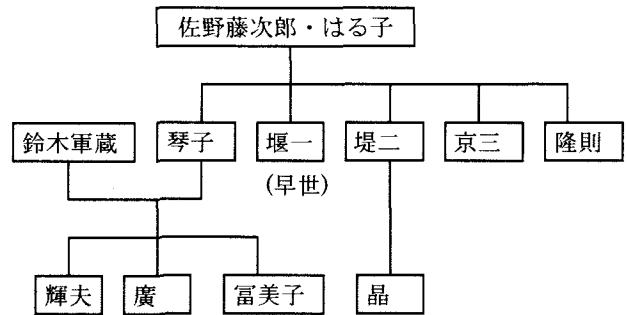 佐野藤次郎・はる子
鈴木軍蔵
琴子
堰一
堤二
京三
隆則
(早世)
輝夫
廣
冨美子
晶